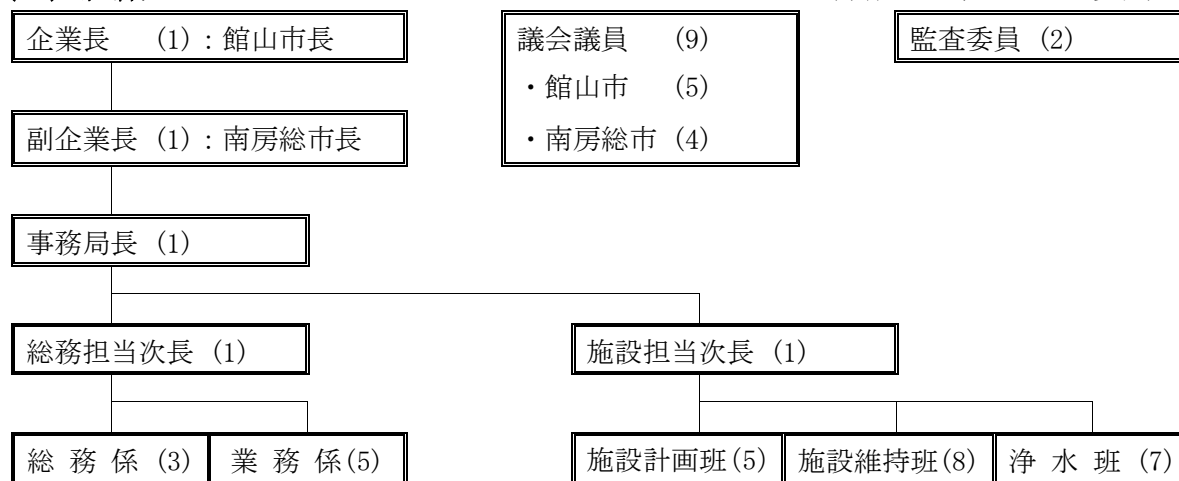 企業長 (1)：館山市長
議会議員 (9)
・館山市 (5)
・南房総市 (4)
監査委員 (2)
副企業長 (1)：南房総市長
事務局長 (1)
総務担当次長 (1)
施設担当次長 (1)
総 務 係 (3)
業 務 係(5)
施設計画班(5)
施設維持班(8)
浄 水 班 (7)